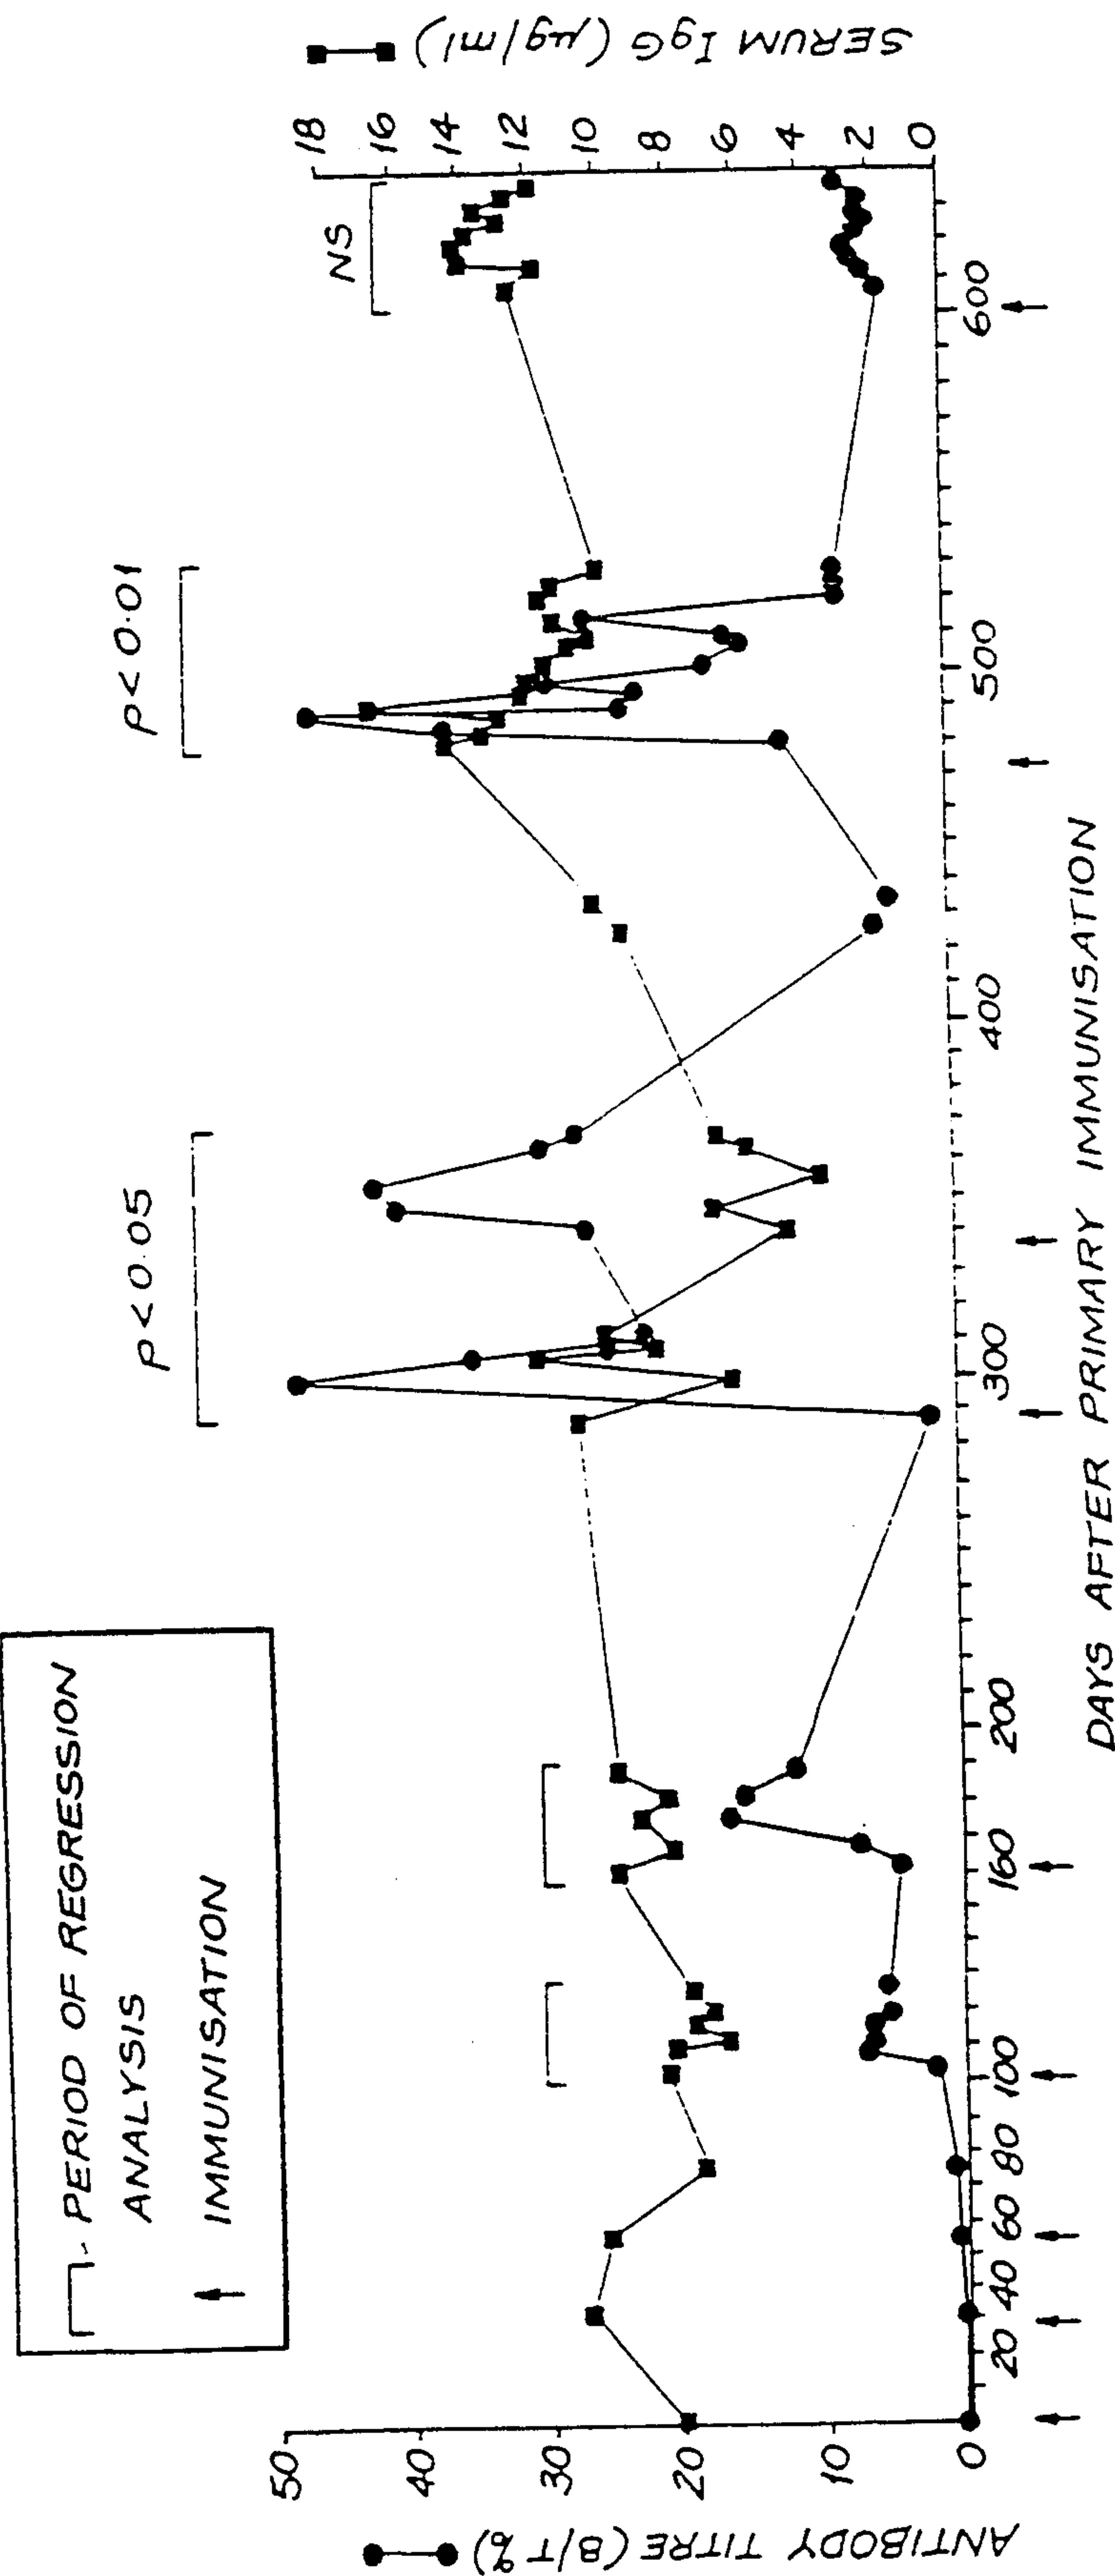 PERIOD OF REGRESSION
ANALYSIS
IMMUNISATION
P<0.05
P<0.01
NS
ANTIBODY TITRE (B/T %)
50
40
30
20
10
0
SERUM IgG (µg/ml)
18
16
14
12
10
8
6
4
2
0
20 40 60 80 100 160 200 300 400 500 600
DAYS AFTER PRIMARY IMMUNISATION